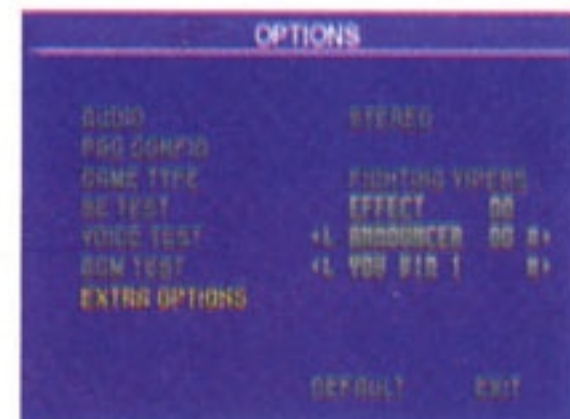 OPTIONS
AUDIO STEREO
PAD CONFIG
GAME TYPE FIGHTING VIPERS
SE TEST EFFECT 00
VOICE TEST <L ANNOUNCER 00 R>
BGM TEST <L YOU WIN 1 R>
EXTRA OPTIONS
DEFAULT EXIT